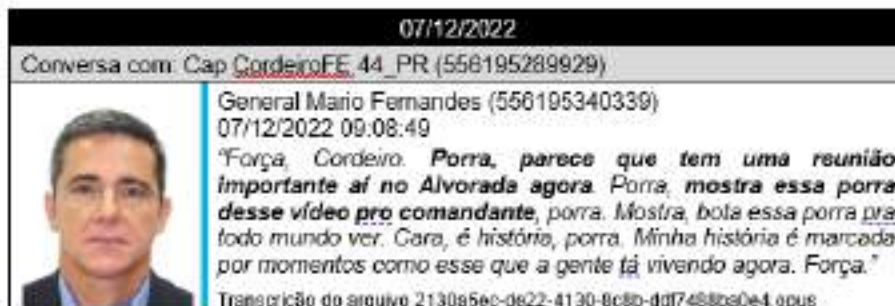 07/12/2022
Conversa com: Cap CordeiroFE 44_PR (556195289929)
General Mario Fernandes (556195340339)
07/12/2022 09:08:49
"Força, Cordeiro. Porra, parece que tem uma reunião
importante aí no Alvorada agora. Porra, mostra essa porra
desse vídeo pro comandante, porra. Mostra, bota essa porra pra
todo mundo ver. Cara, é história, porra. Minha história é marcada
por momentos como esse que a gente tá vivendo agora. Força."
Transcrição do arquivo